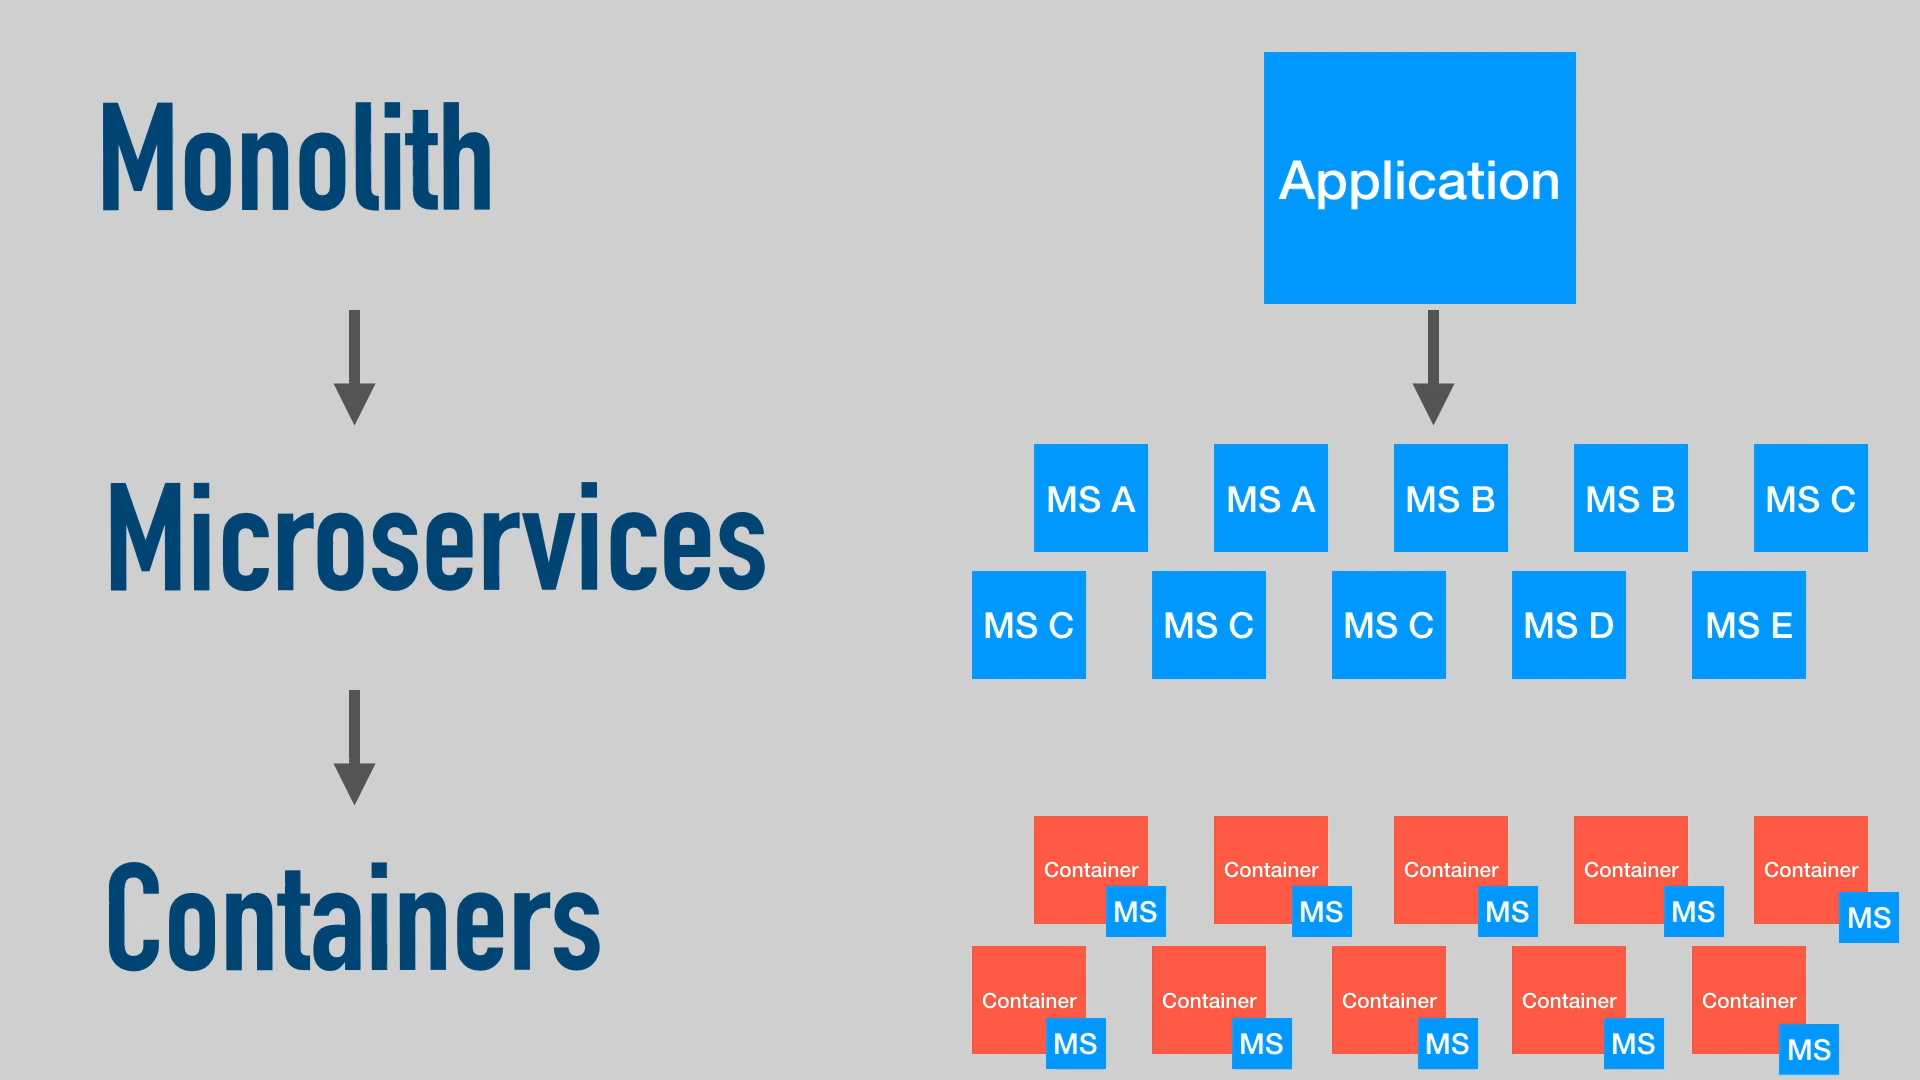 Monolith
Application
Microservices
MS A MS A MS B MS B MS C
MS C MS C MS C MS D MS E
Containers
Container Container Container Container Container
MS MS MS MS MS
Container Container Container Container Container
MS MS MS MS MS